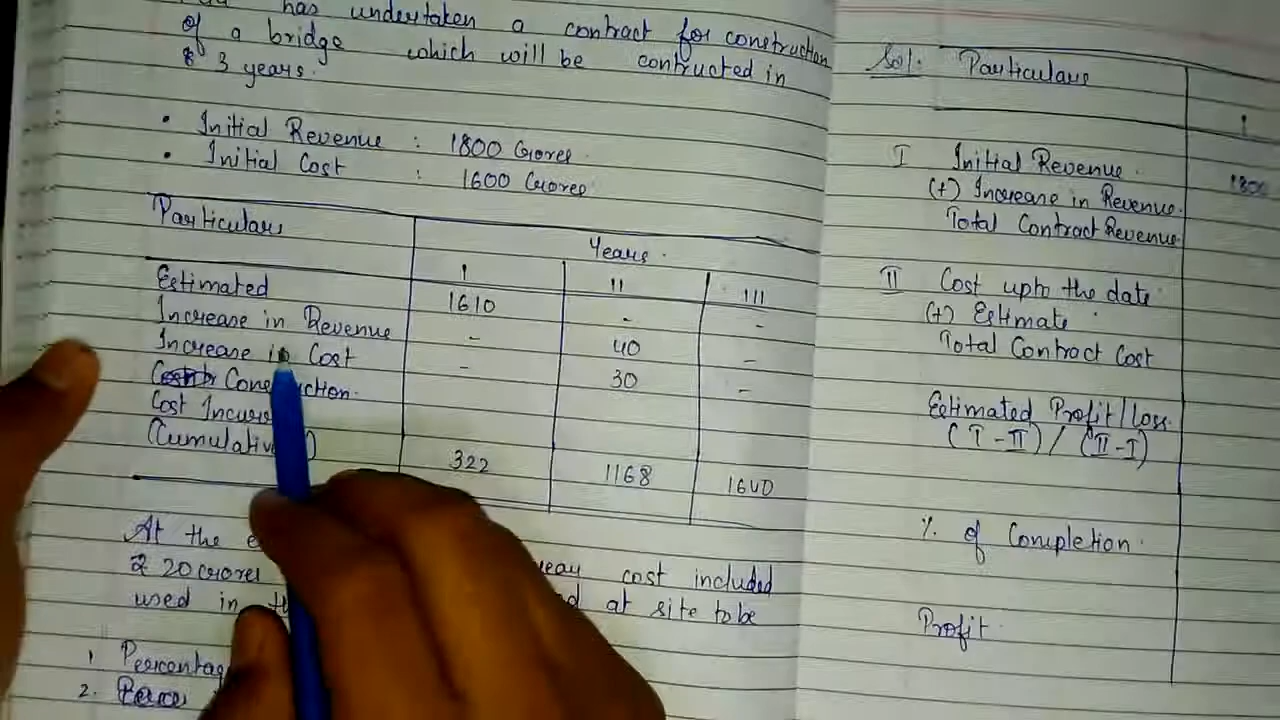 has undertaken a contract for construction
of a bridge which will be contructed in
3 years.
• Initial Revenue : 1800 Crores
• Initial Cost : 1600 Crores
Particulars
Years
I II III
Estimated 1610 - -
Increase in Revenue - 40 -
Increase in Cost - 30 -
Construction
Cost
(Cumulative)
322 1168 1640
At the
₹ 20 crores year cost included
used in at site to be
1. Percentag
2.
Sol: Particulars
I
I Initial Revenue 1800
(+) Increase in Revenue
Total Contract Revenue
II Cost upto the date
(+) Estimate
Total Contract Cost
Estimated Profit/Loss
(I - II) / (II - I)
% of Completion
Profit